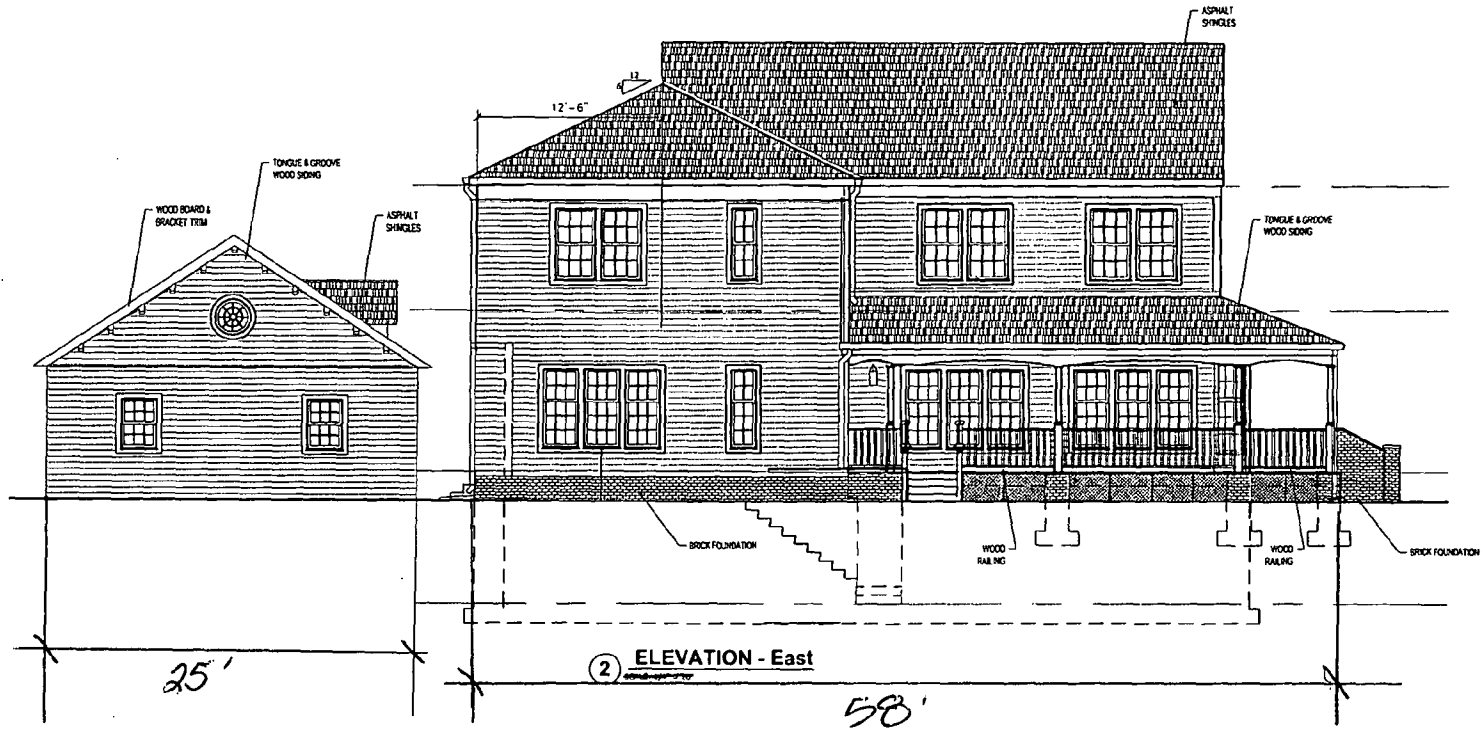 ASPHALT
SHINGLES
12
6
12'-6"
TONGUE & GROOVE
WOOD SIDING
WOOD BOARD &
BRACKET TRIM
ASPHALT
SHINGLES
TONGUE & GROOVE
WOOD SIDING
BRICK FOUNDATION
WOOD
RAILING
WOOD
RAILING
BRICK FOUNDATION
2 ELEVATION - East
25'
58'